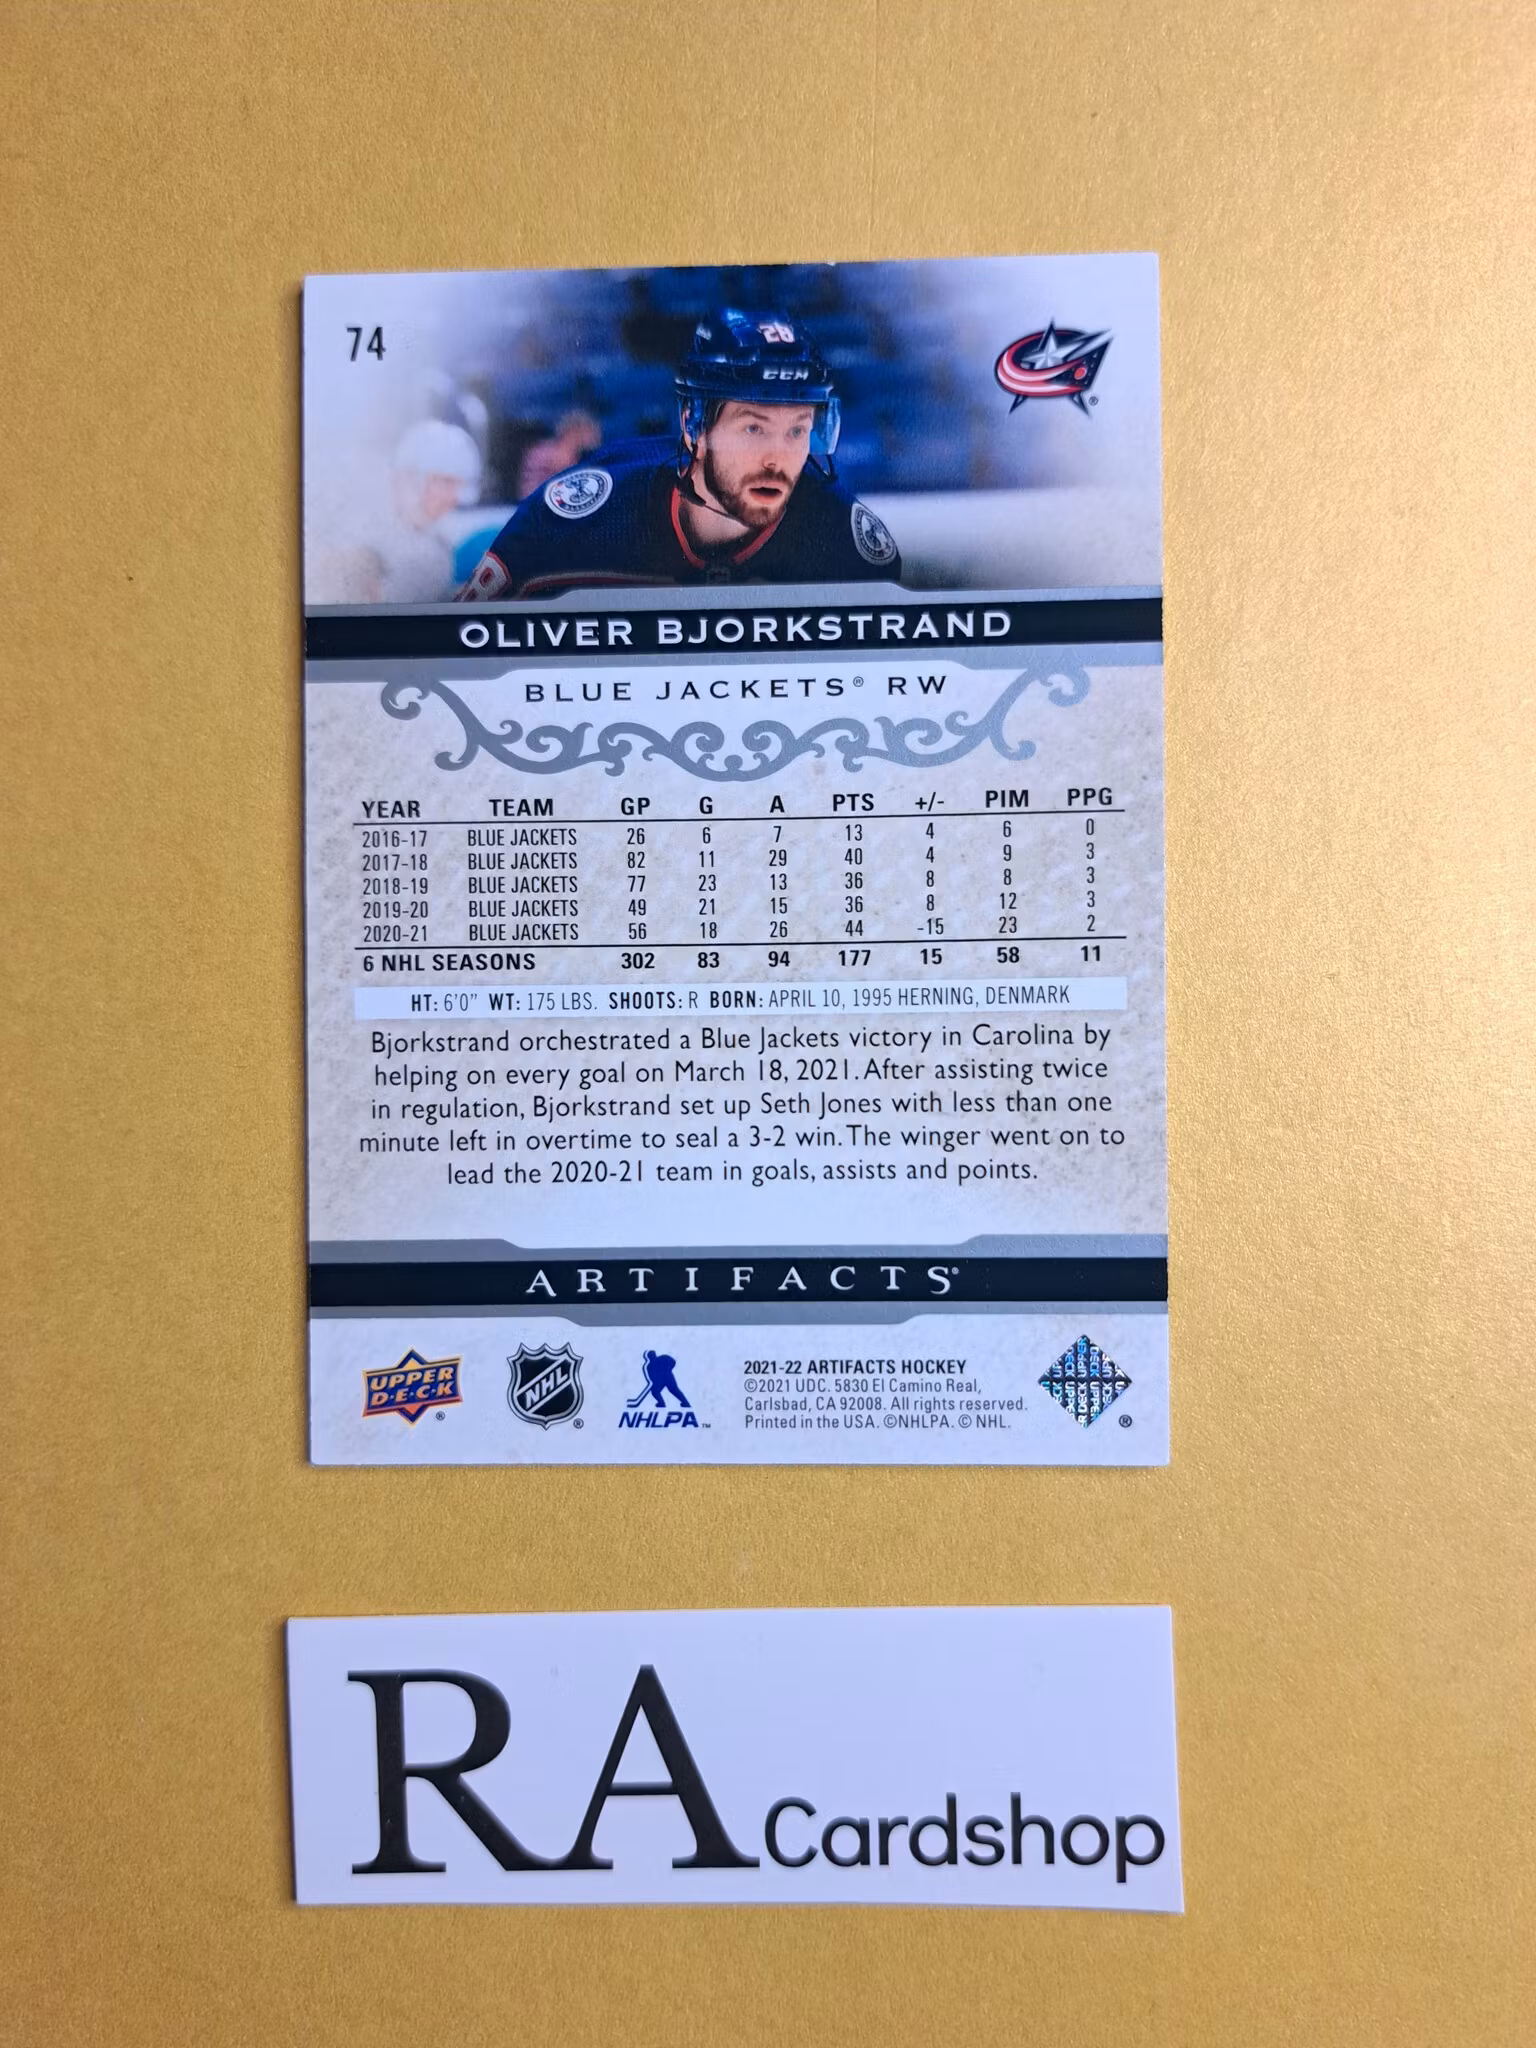 74
28
CCM
OLIVER BJORKSTRAND
BLUE JACKETS® RW
YEAR TEAM GP G A PTS +/- PIM PPG
2016-17 BLUE JACKETS 26 6 7 13 4 6 0
2017-18 BLUE JACKETS 82 11 29 40 4 9 3
2018-19 BLUE JACKETS 77 23 13 36 8 8 3
2019-20 BLUE JACKETS 49 21 15 36 8 12 3
2020-21 BLUE JACKETS 56 18 26 44 -15 23 2
6 NHL SEASONS 302 83 94 177 15 58 11
HT: 6'0" WT: 175 LBS. SHOOTS: R BORN: APRIL 10, 1995 HERNING, DENMARK
Bjorkstrand orchestrated a Blue Jackets victory in Carolina by
helping on every goal on March 18, 2021. After assisting twice
in regulation, Bjorkstrand set up Seth Jones with less than one
minute left in overtime to seal a 3-2 win. The winger went on to
lead the 2020-21 team in goals, assists and points.
ARTIFACTS®
UPPER
D·E·C·K
®
NHL
®
NHLPA™
2021-22 ARTIFACTS HOCKEY
©2021 UDC. 5830 El Camino Real,
Carlsbad, CA 92008. All rights reserved.
Printed in the USA. ©NHLPA. © NHL.
®
RA Cardshop